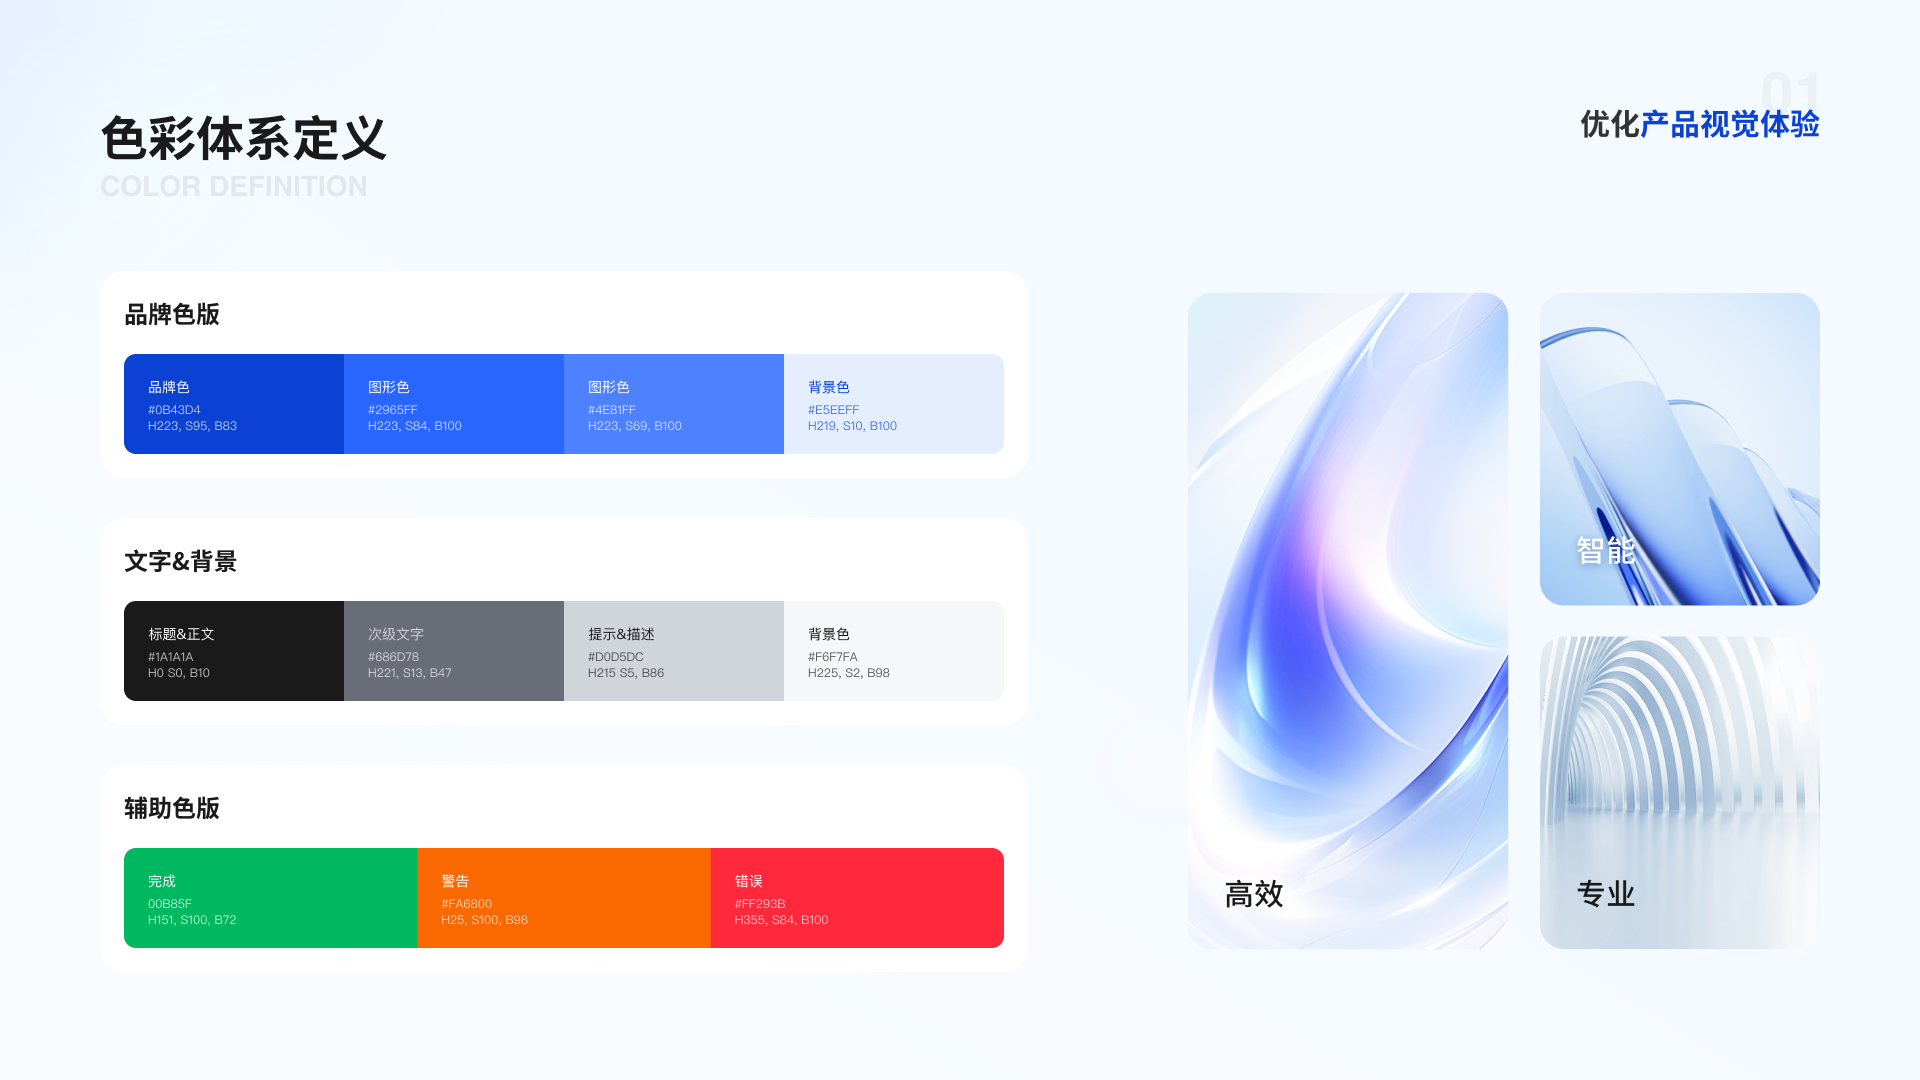 色彩体系定义
COLOR DEFINITION
01
优化产品视觉体验
品牌色版
品牌色
#0B43D4
H223, S95, B83
图形色
#2965FF
H223, S84, B100
图形色
#4E81FF
H223, S69, B100
背景色
#E5EEFF
H219, S10, B100
文字&背景
标题&正文
#1A1A1A
H0 S0, B10
次级文字
#686D78
H221, S13, B47
提示&描述
#D0D5DC
H215 S5, B86
背景色
#F6F7FA
H225, S2, B98
辅助色版
完成
00B85F
H151, S100, B72
警告
#FA6800
H25, S100, B98
错误
#FF293B
H355, S84, B100
高效
智能
专业